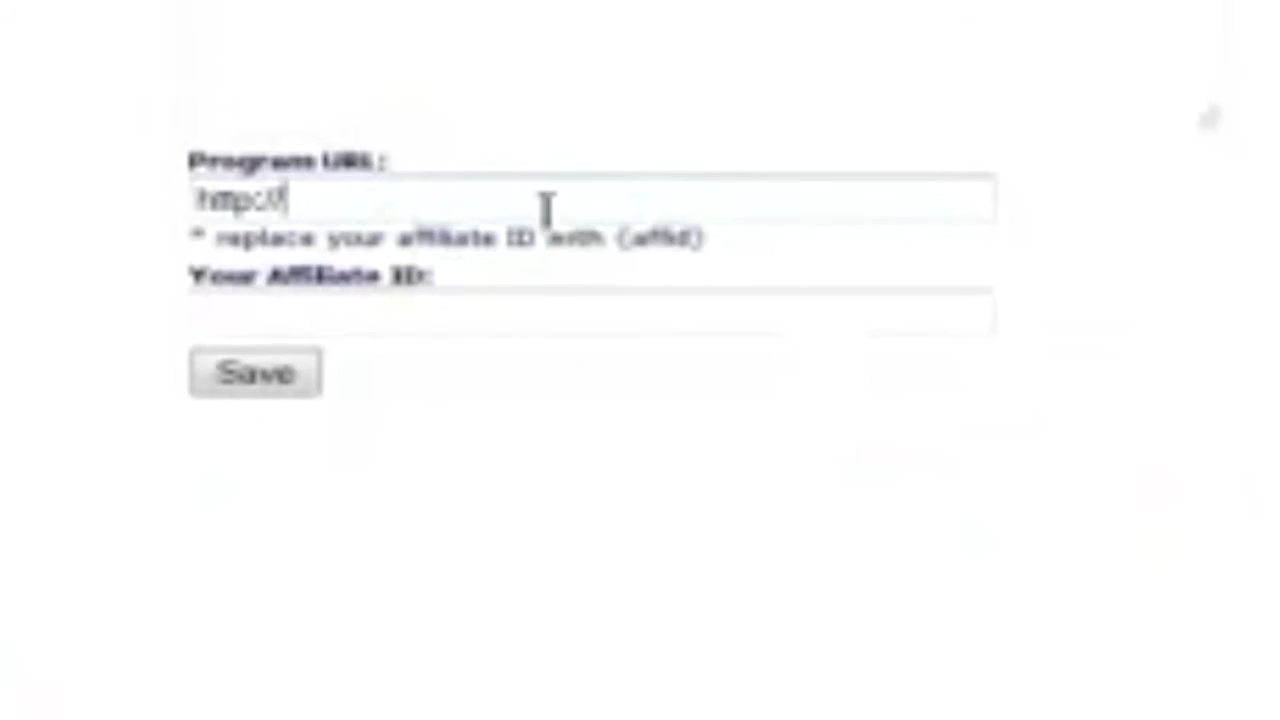 Program URL:
http://
* replace your affiliate ID with {affid}
Your Affiliate ID:
Save